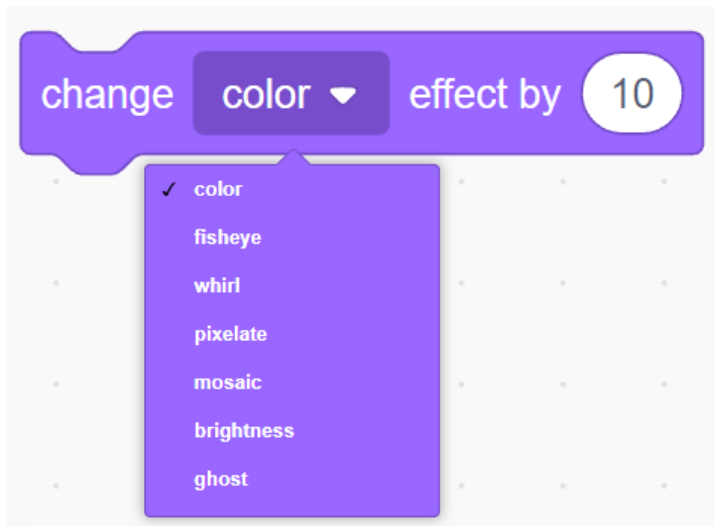 change color effect by 10
color
fisheye
whirl
pixelate
mosaic
brightness
ghost